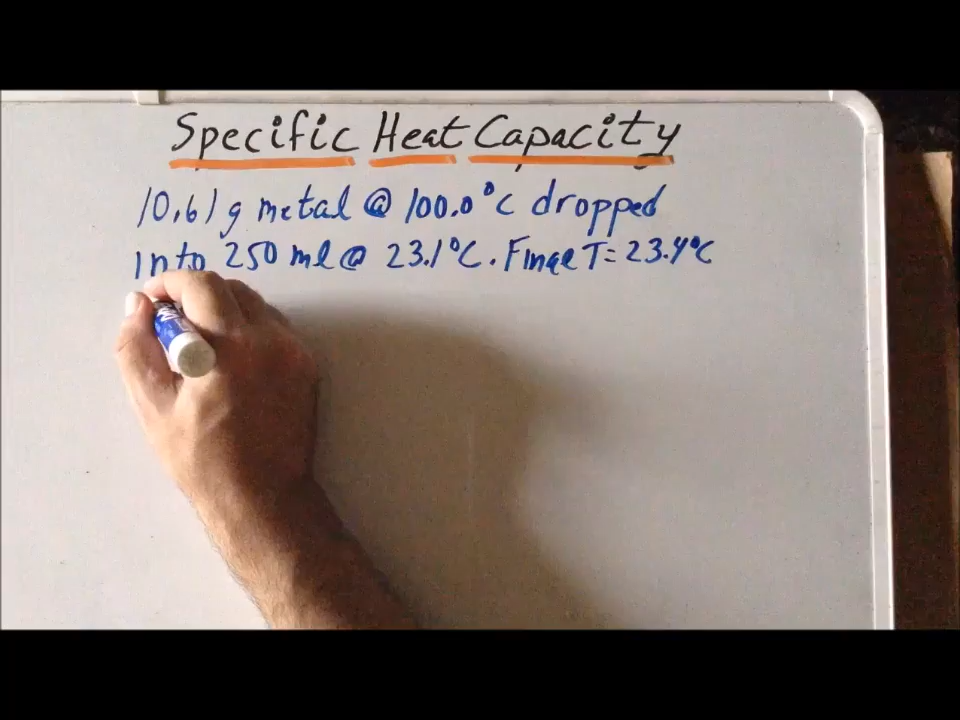 Specific Heat Capacity
10.61 g metal @ 100.0°C dropped
into 250 ml @ 23.1°C. Final T= 23.4°C